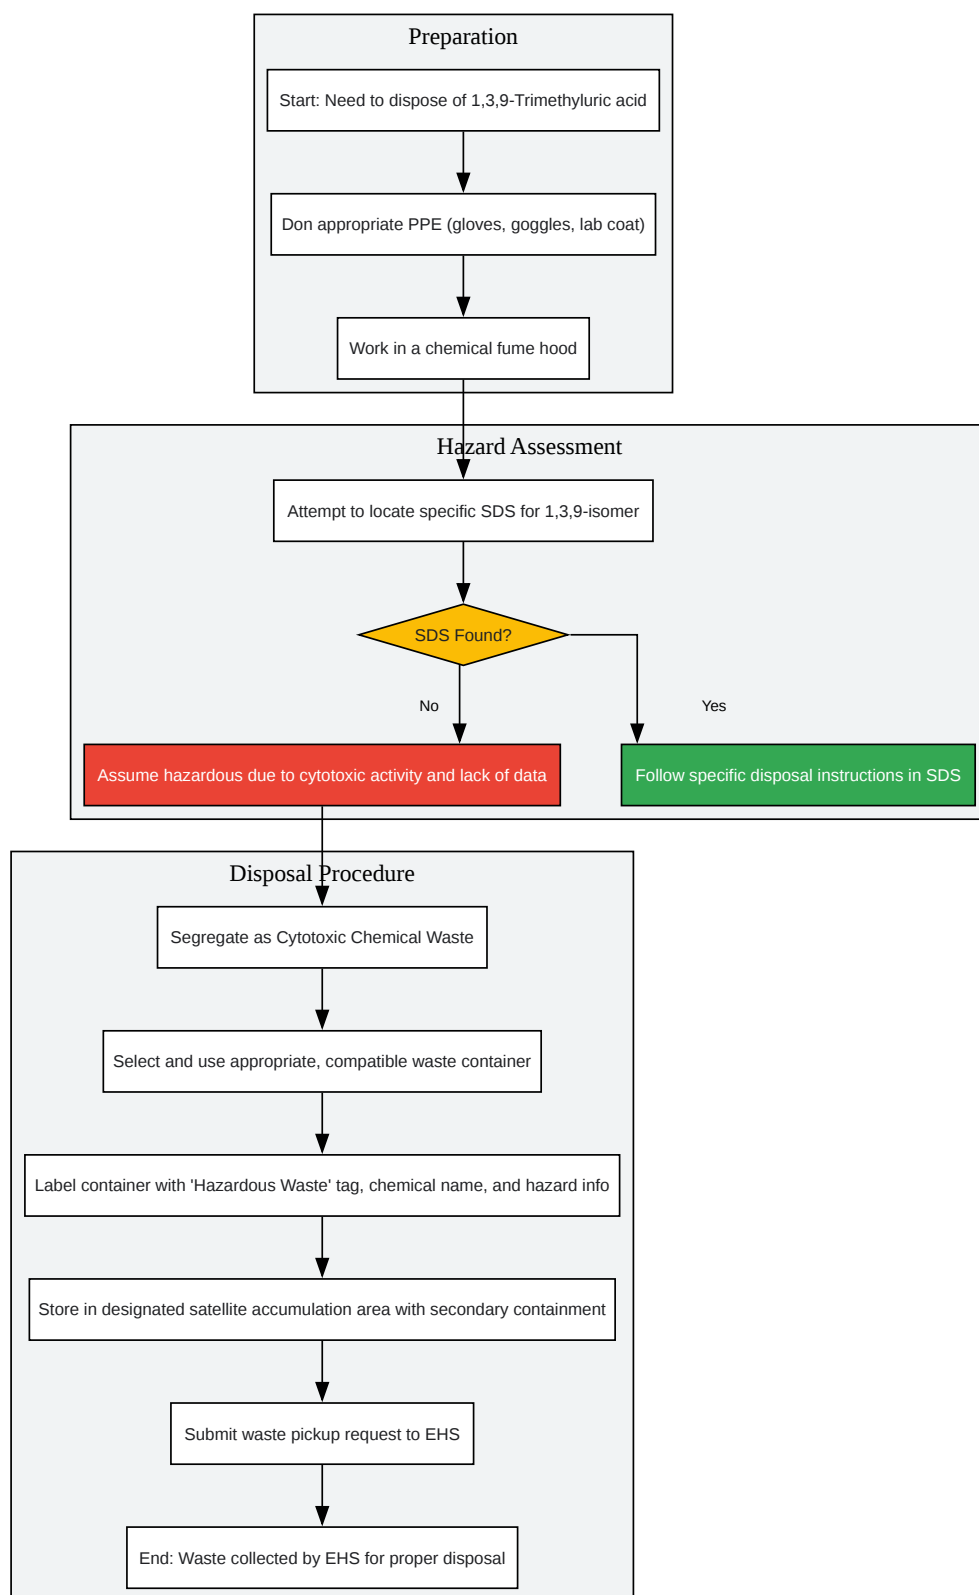 Preparation
Start: Need to dispose of 1,3,9-Trimethyluric acid
Don appropriate PPE (gloves, goggles, lab coat)
Work in a chemical fume hood
Hazard Assessment
Attempt to locate specific SDS for 1,3,9-isomer
SDS Found?
No
Yes
Assume hazardous due to cytotoxic activity and lack of data
Follow specific disposal instructions in SDS
Disposal Procedure
Segregate as Cytotoxic Chemical Waste
Select and use appropriate, compatible waste container
Label container with 'Hazardous Waste' tag, chemical name, and hazard info
Store in designated satellite accumulation area with secondary containment
Submit waste pickup request to EHS
End: Waste collected by EHS for proper disposal